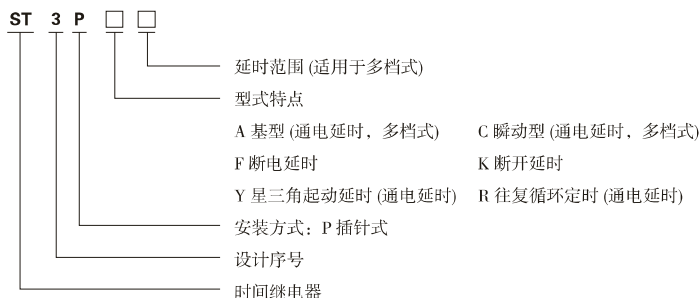 ST 3 P □ □
延时范围 (适用于多档式)
型式特点
A 基型 (通电延时，多档式) C 瞬动型 (通电延时，多档式)
F 断电延时 K 断开延时
Y 星三角起动延时 (通电延时) R 往复循环定时 (通电延时)
安装方式：P 插针式
设计序号
时间继电器